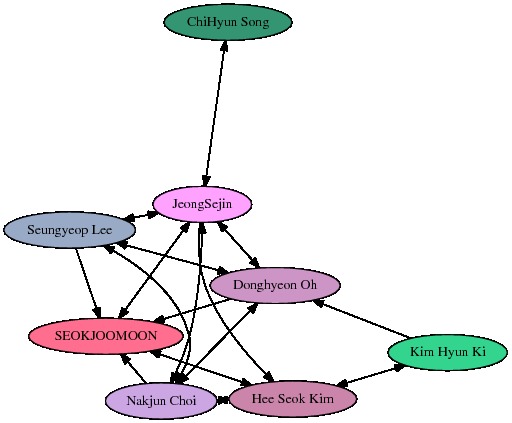 ChiHyun Song
JeongSejin
Seungyeop Lee
Donghyeon Oh
SEOKJOOMOON
Kim Hyun Ki
Nakjun Choi
Hee Seok Kim